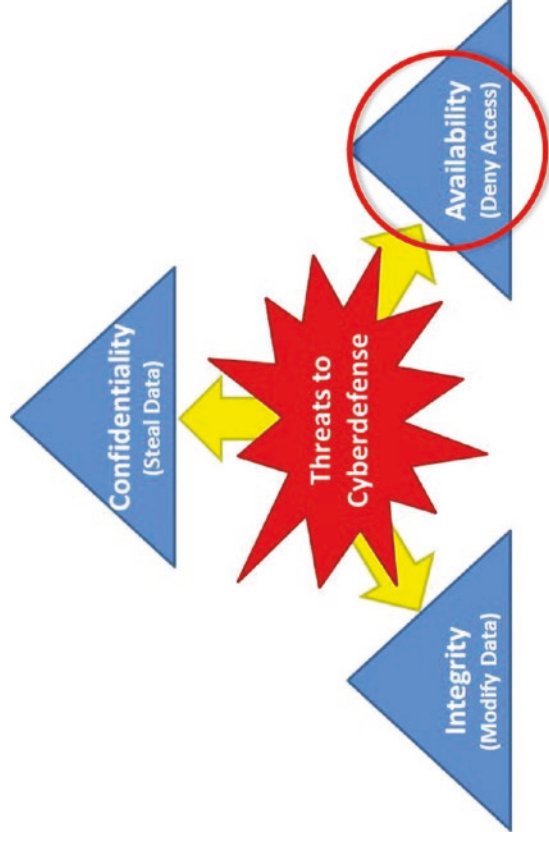 Confidentiality
(Steal Data)
Threats to
Cyberdefense
Integrity
(Modify Data)
Availability
(Deny Access)